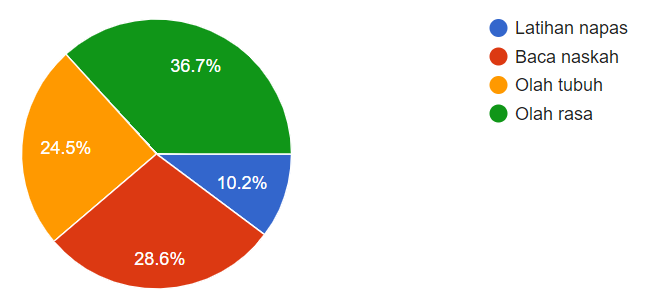 Latihan napas
Baca naskah
Olah tubuh
Olah rasa
36.7%
24.5%
10.2%
28.6%